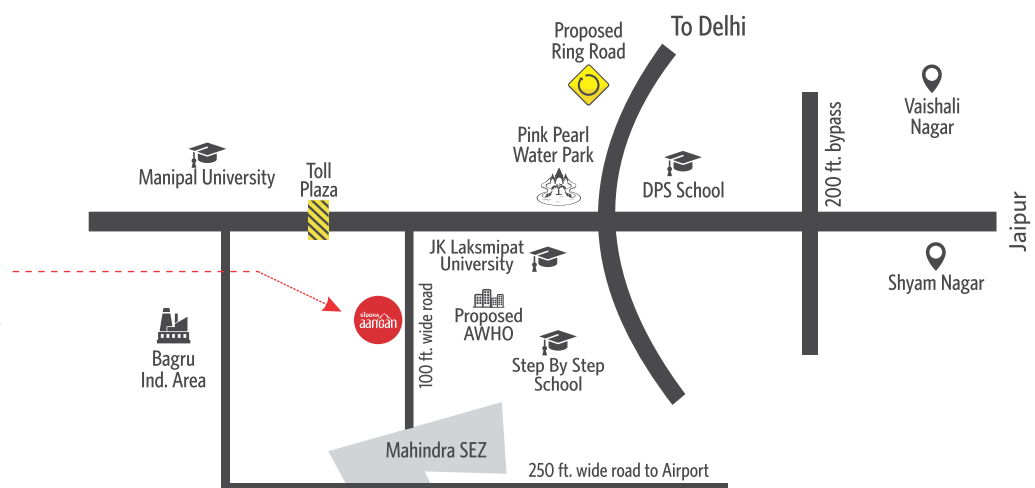 Proposed
Ring Road
To Delhi
Vaishali
Nagar
200 ft. bypass
Pink Pearl
Water Park
Manipal University
Toll
Plaza
DPS School
Jaipur
JK Laksmipat
University
Shyam Nagar
100 ft. wide road
SIDDHA
aangan
Proposed
AWHO
Bagru
Ind. Area
Step By Step
School
Mahindra SEZ
250 ft. wide road to Airport